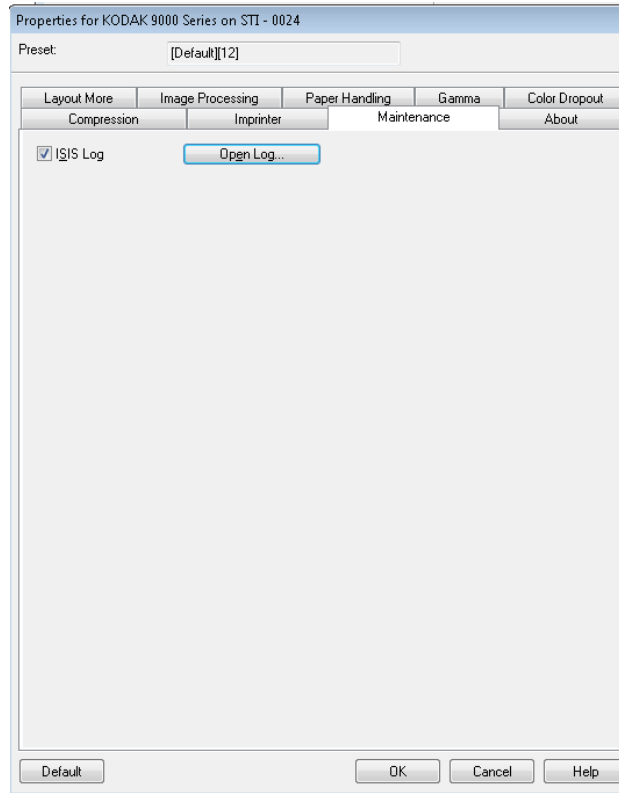 Properties for KODAK 9000 Series on STI - 0024
Preset: [Default][12]
Layout More Image Processing Paper Handling Gamma Color Dropout
Compression Imprinter Maintenance About
ISIS Log Open Log...
Default OK Cancel Help